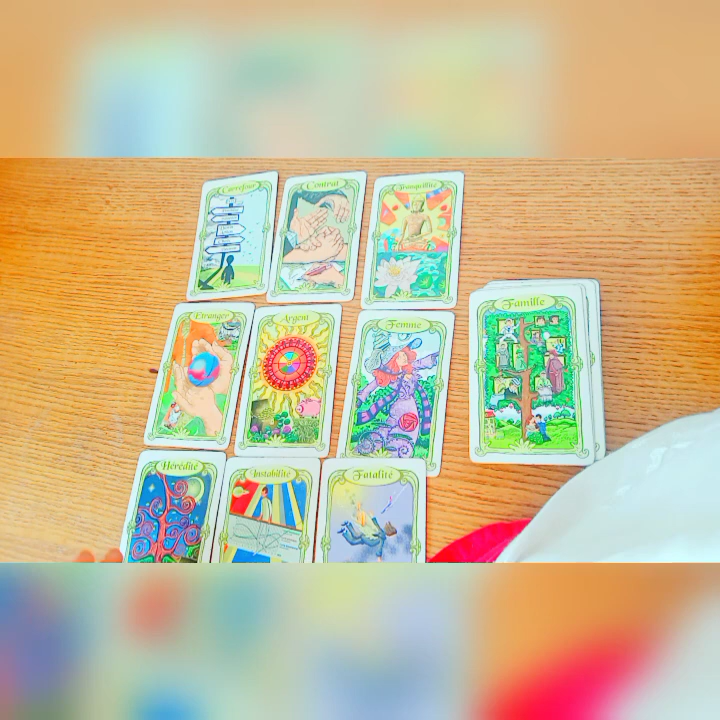 Carrefour
Contrat
Tranquillité
Etranger
Argent
Femme
Famille
Hérédité
Instabilité
Fatalité